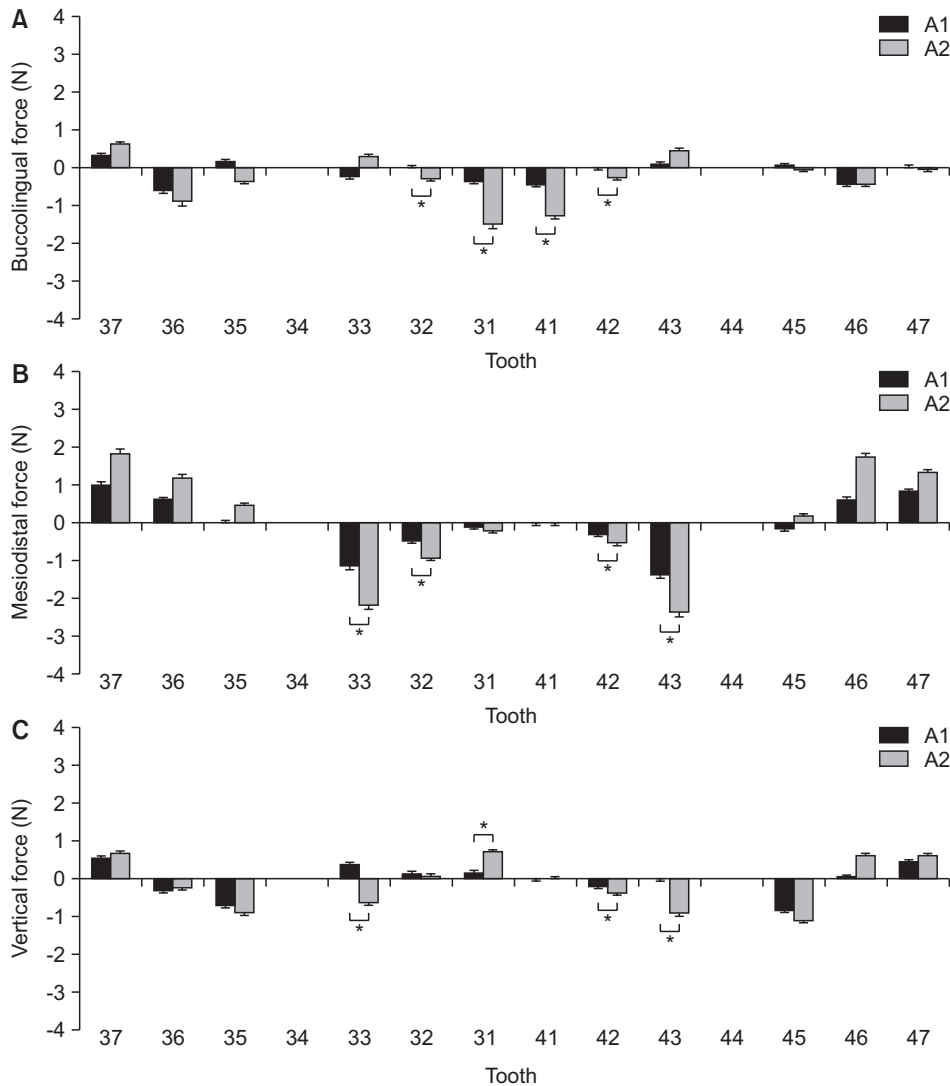 A
Buccolingual force (N)
4
3
2
1
0
-1
-2
-3
-4
A1
A2
* * * *
37 36 35 34 33 32 31 41 42 43 44 45 46 47
Tooth
B
Mesiodistal force (N)
4
3
2
1
0
-1
-2
-3
-4
A1
A2
* * * *
37 36 35 34 33 32 31 41 42 43 44 45 46 47
Tooth
C
Vertical force (N)
4
3
2
1
0
-1
-2
-3
-4
A1
A2
* * * *
37 36 35 34 33 32 31 41 42 43 44 45 46 47
Tooth